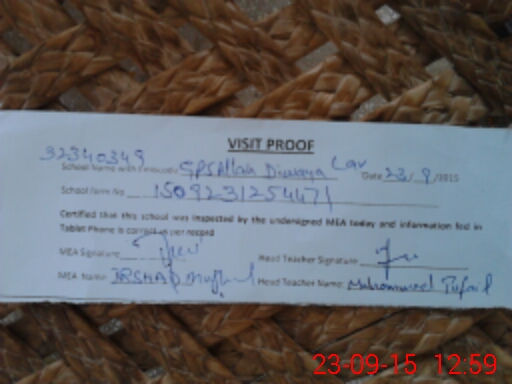 VISIT PROOF
32340349
School Name with Emiscode GPS Allah Diwaya Lar Date 23/9/2015
School form No 1509231254471
Certified that this school was inspected by the undersigned MEA today and information fed in
Tablet Phone is correct as per record
MEA Signature Head Teacher Signature
MEA Name: IRSHAD Head Teacher Name: Muhammad Tufail
23-09-15 12:59